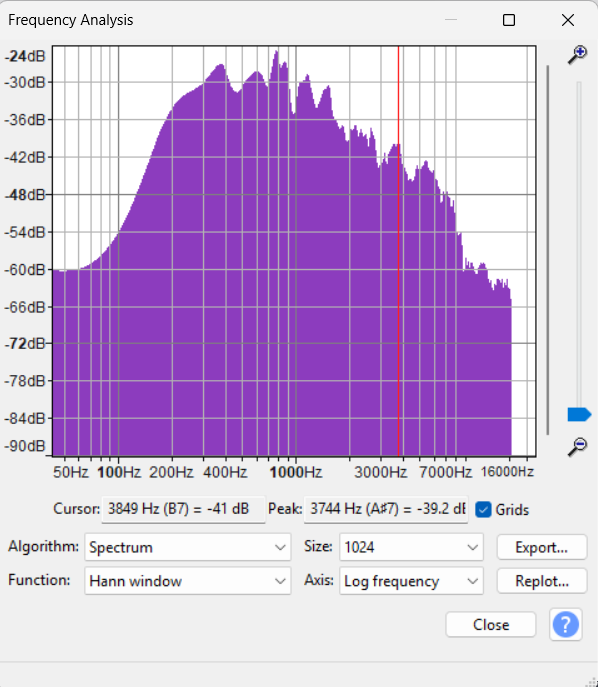 Frequency Analysis
-24dB
-30dB
-36dB
-42dB
-48dB
-54dB
-60dB
-66dB
-72dB
-78dB
-84dB
-90dB
50Hz 100Hz 200Hz 400Hz 1000Hz 3000Hz 7000Hz 16000Hz
Cursor: 3849 Hz (B7) = -41 dB Peak: 3744 Hz (A♯7) = -39.2 dB Grids
Algorithm: Spectrum Size: 1024 Export...
Function: Hann window Axis: Log frequency Replot...
Close ?